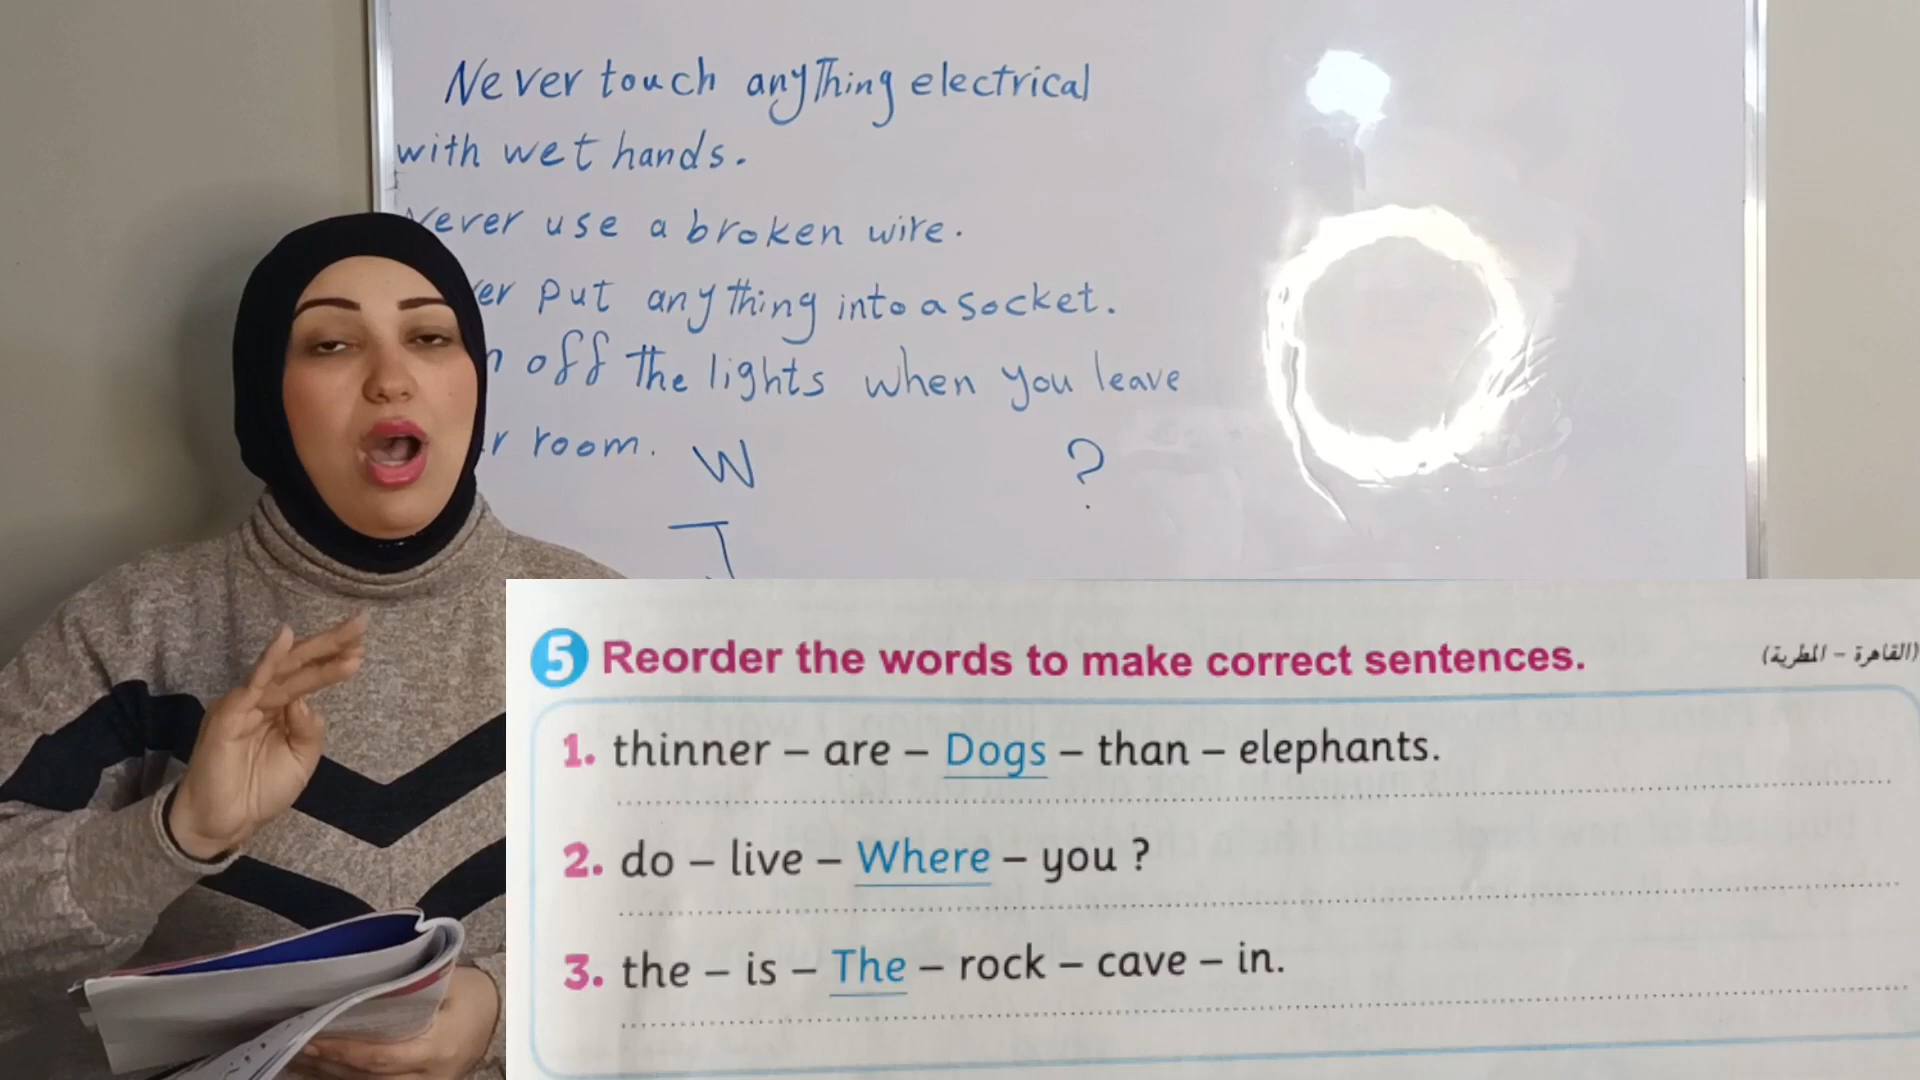 Never touch anything electrical
with wet hands.
Never use a broken wire.
put anything into a socket.
off the lights when you leave
room.
W ?
5 Reorder the words to make correct sentences. (القاهرة – المطرية)
1. thinner – are – Dogs – than – elephants.
2. do – live – Where – you ?
3. the – is – The – rock – cave – in.